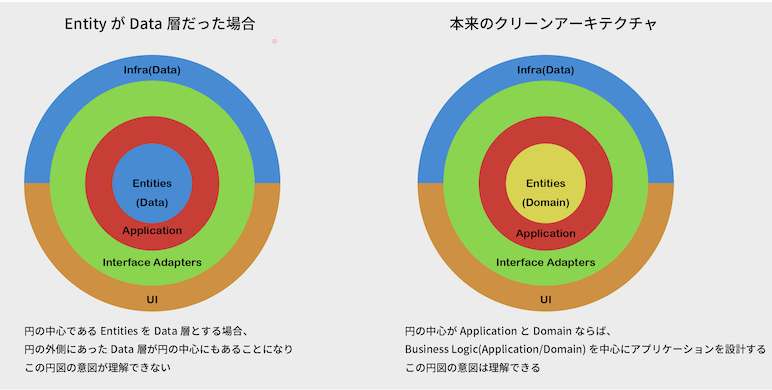 Entity が Data 層だった場合
Infra(Data)
Entities
(Data)
Application
Interface Adapters
UI
円の中心である Entities を Data 層とする場合、
円の外側にあった Data 層が円の中心にもあることになり
この円図の意図が理解できない
本来のクリーンアーキテクチャ
Infra(Data)
Entities
(Domain)
Application
Interface Adapters
UI
円の中心が Application と Domain ならば、
Business Logic(Application/Domain) を中心にアプリケーションを設計する
この円図の意図は理解できる